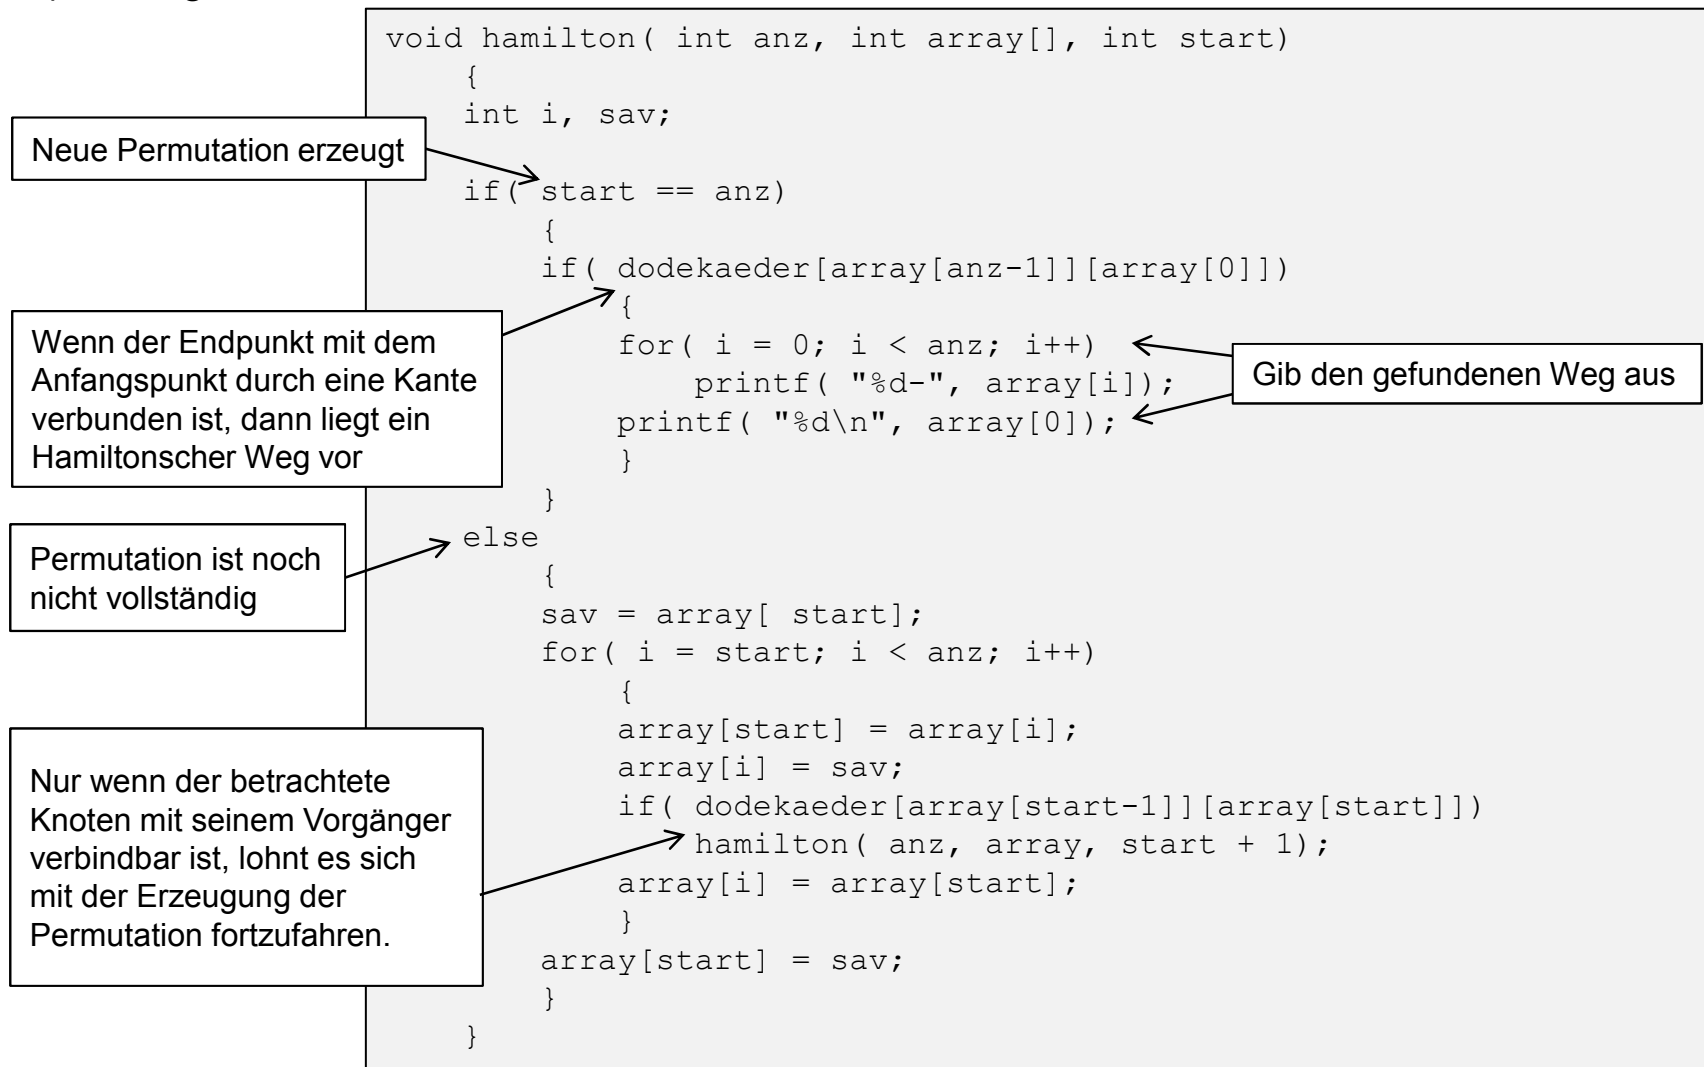 void hamilton( int anz, int array[], int start)
{
int i, sav;
Neue Permutation erzeugt
if( start == anz)
{
if( dodekaeder[array[anz-1]][array[0]])
{
Wenn der Endpunkt mit dem
Anfangspunkt durch eine Kante
verbunden ist, dann liegt ein
Hamiltonscher Weg vor
for( i = 0; i < anz; i++)
printf( "%d-", array[i]);
printf( "%d\n", array[0]);
Gib den gefundenen Weg aus
}
}
else
Permutation ist noch
nicht vollständig
{
sav = array[ start];
for( i = start; i < anz; i++)
{
array[start] = array[i];
array[i] = sav;
if( dodekaeder[array[start-1]][array[start]])
hamilton( anz, array, start + 1);
Nur wenn der betrachtete
Knoten mit seinem Vorgänger
verbindbar ist, lohnt es sich
mit der Erzeugung der
Permutation fortzufahren.
array[i] = array[start];
}
array[start] = sav;
}
}